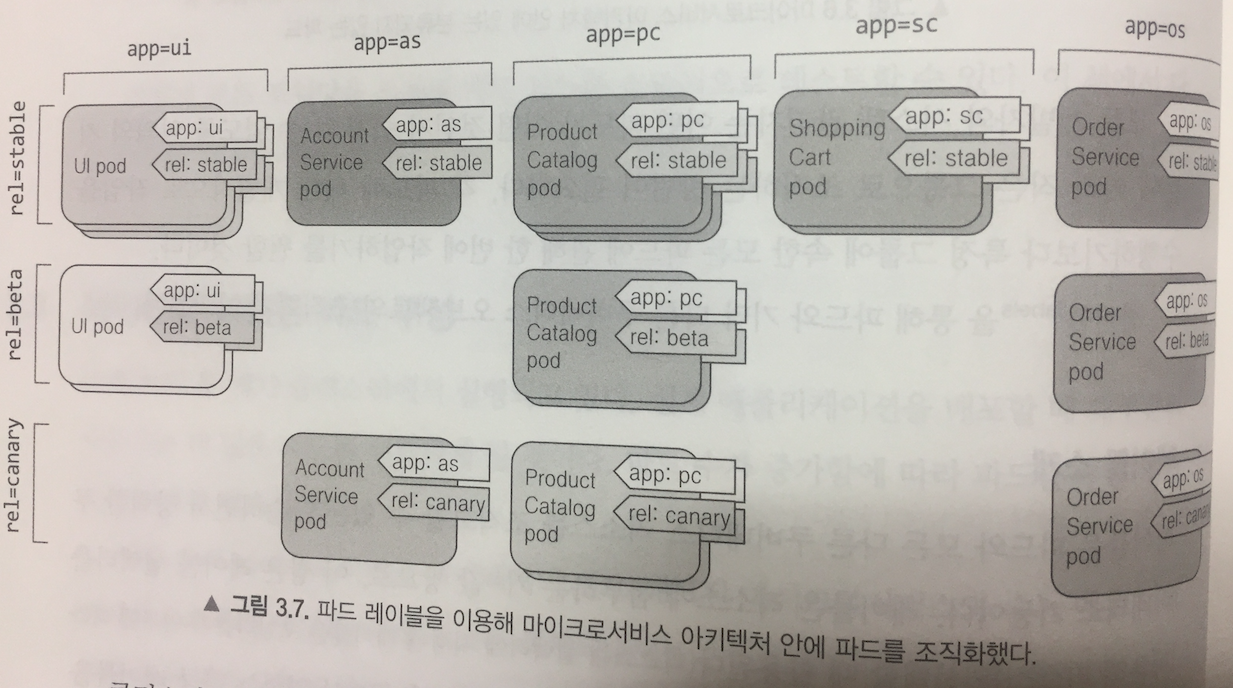 app=ui
app=as
app=pc
app=sc
app=os
rel=stable
UI pod
app: ui
rel: stable
Account
Service
pod
app: as
rel: stable
Product
Catalog
pod
app: pc
rel: stable
Shopping
Cart
pod
app: sc
rel: stable
Order
Service
pod
app: os
rel: stable
rel=beta
UI pod
app: ui
rel: beta
Product
Catalog
pod
app: pc
rel: beta
Order
Service
pod
app: os
rel: beta
rel=canary
Account
Service
pod
app: as
rel: canary
Product
Catalog
pod
app: pc
rel: canary
Order
Service
pod
app: os
rel: canary
▲ 그림 3.7. 파드 레이블을 이용해 마이크로서비스 아키텍처 안에 파드를 조직화했다.